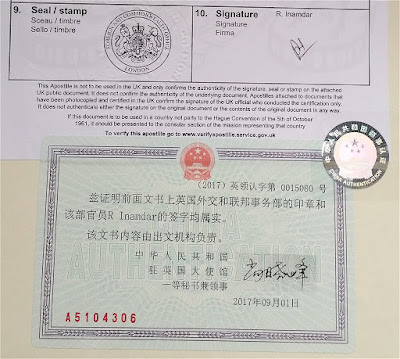 9. Seal / stamp
Sceau / timbre
Sello / timbre
LONDON
10. Signature
Signature
Firma
R. Inamdar
This Apostille is not to be used in the UK and only confirms the authenticity of the signature, seal or stamp on the attached
UK public document. It does not confirm the authenticity of the underlying document. Apostilles attached to documents that
have been photocopied and certified in the UK confirm the signature of the UK official who conducted the certification only.
It does not authenticate either the signature on the original document or the contents of the original document in any way.
If this document is to be used in a country not party to the Hague Convention of the 5th of October
1961, it should be presented to the consular section of the mission representing that country
To verify this apostille go to www.verifyapostille.service.gov.uk
(2017) 英领认字第 0015080 号
兹证明前面文书上英国外交和联邦事务部的印章和
该部官员R Inamdar的签字均属实。
该文书内容由出文机构负责。
中华人民共和国
驻英国大使馆
一等秘书兼领事
2017年09月01日
A5104306